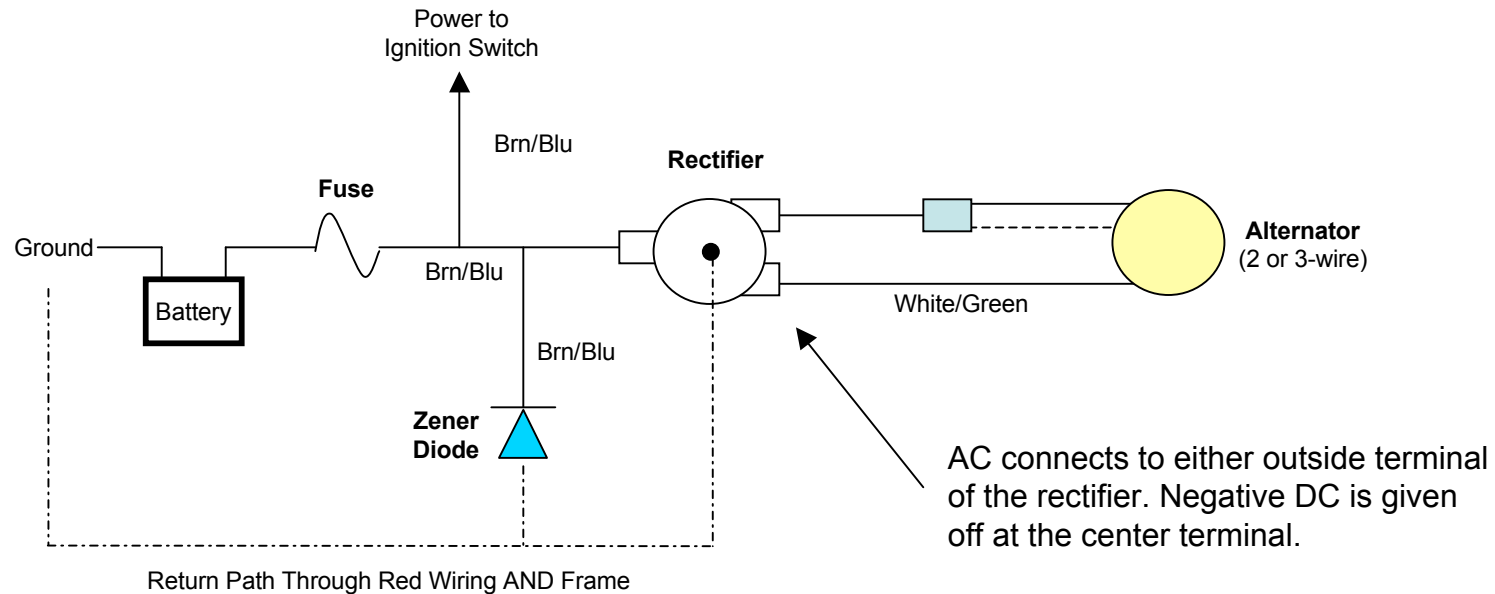 Power to
Ignition Switch
Brn/Blu
Rectifier
Fuse
Ground
Alternator
(2 or 3-wire)
Brn/Blu
Battery
White/Green
Brn/Blu
Zener
Diode
AC connects to either outside terminal
of the rectifier. Negative DC is given
off at the center terminal.
Return Path Through Red Wiring AND Frame